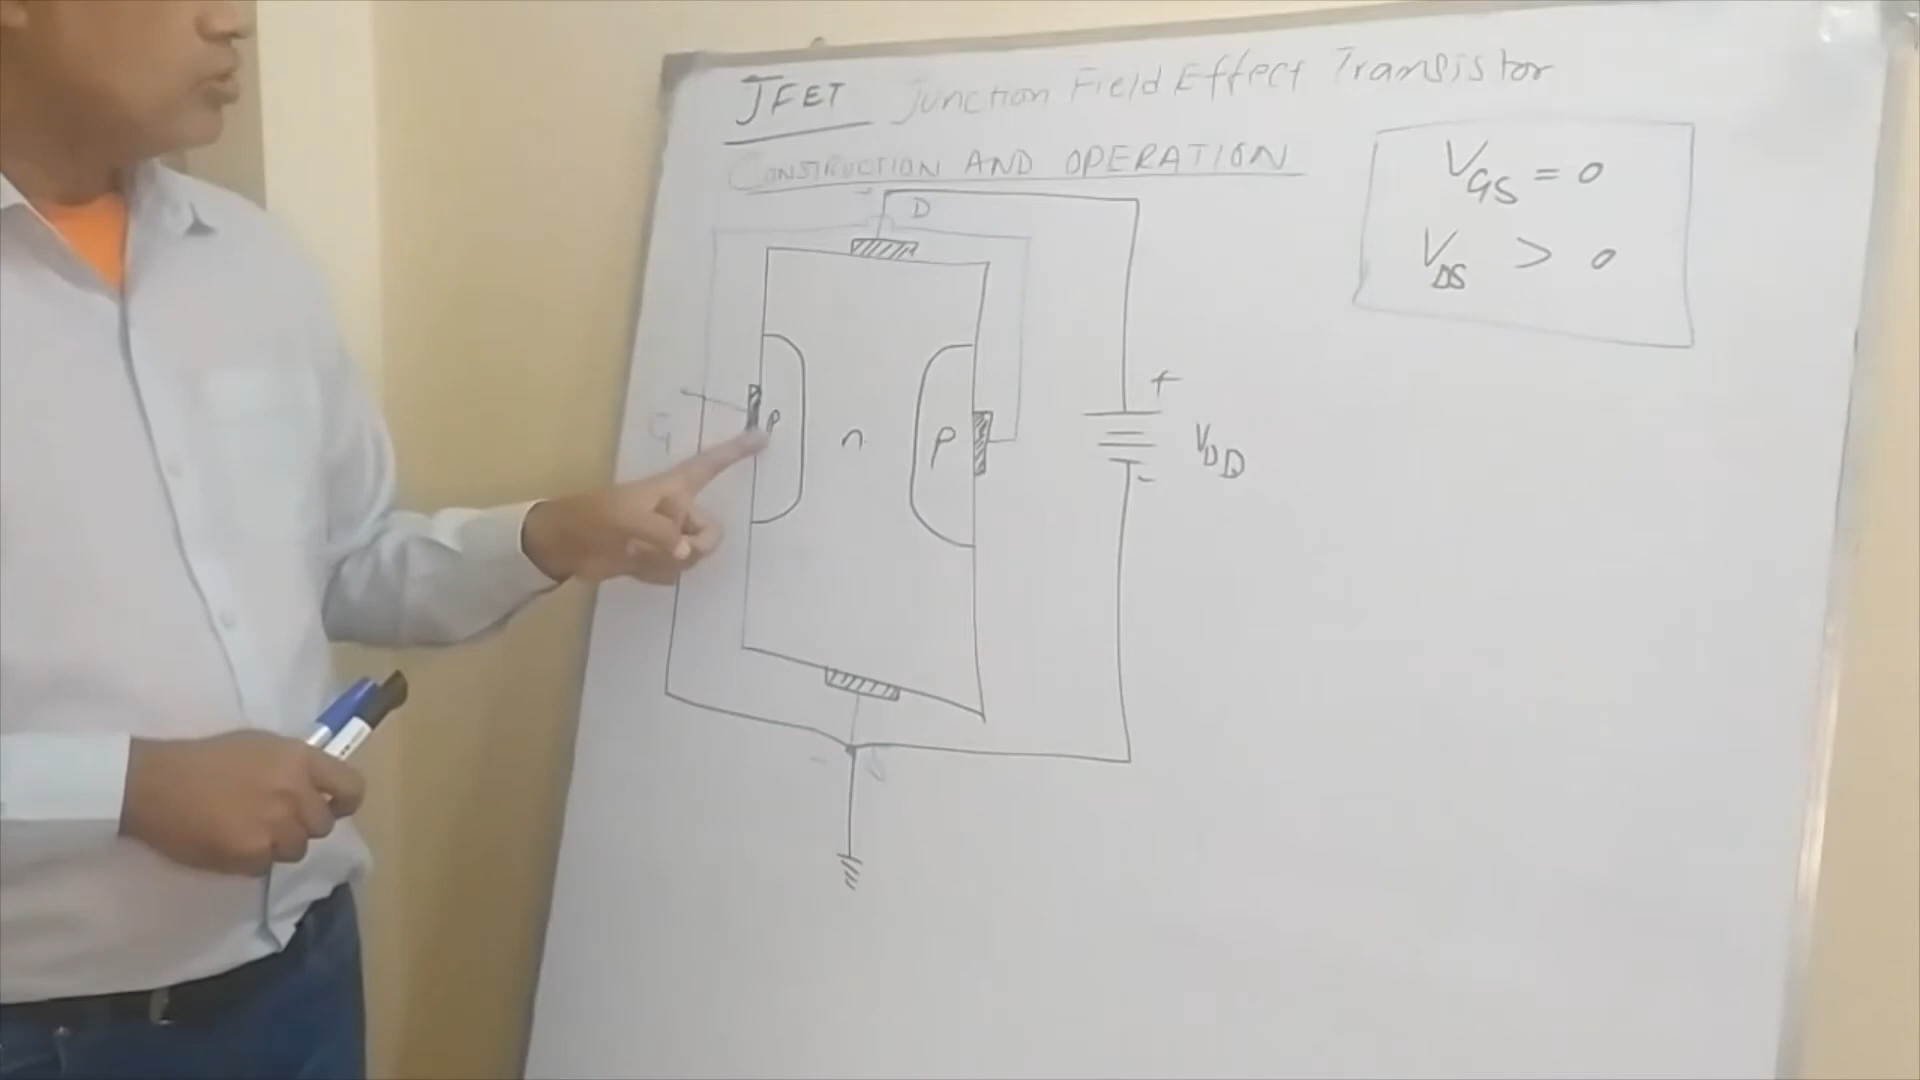 JFET Junction Field Effect Transistor
CONSTRUCTION AND OPERATION
V_GS = 0
V_DS > 0
D
+
G
P
n
P
V_DD
-
- S